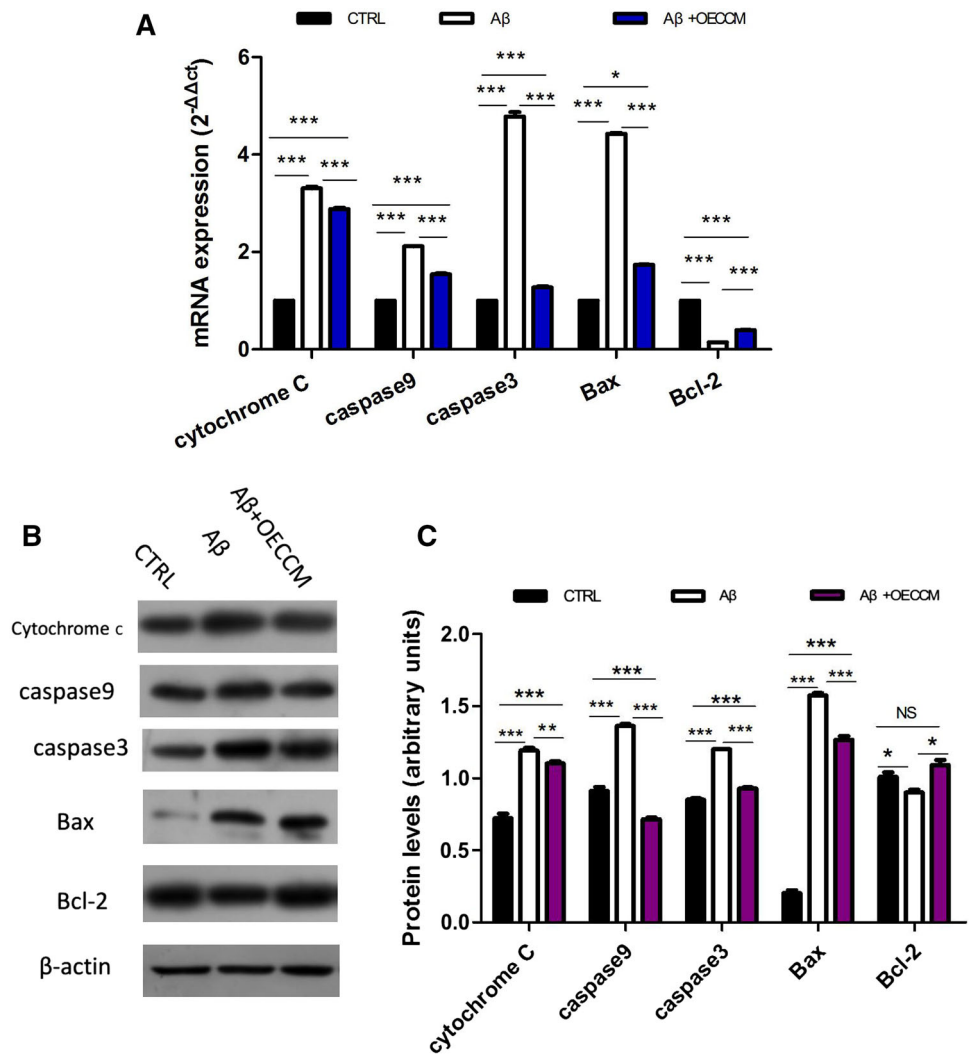 A
CTRL Aβ Aβ +OECCM
mRNA expression (2^-ΔΔct)
6
4
2
0
*** *** ***
*** *** ***
*** *** ***
* *** ***
*** *** ***
cytochrome C caspase9 caspase3 Bax Bcl-2
B
CTRL Aβ Aβ+OECCM
Cytochrome c
caspase9
caspase3
Bax
Bcl-2
β-actin
C
CTRL Aβ Aβ +OECCM
Protein levels (arbitrary units)
2.0
1.5
1.0
0.5
0.0
*** *** **
*** *** ***
*** *** ***
*** *** ***
NS * *
cytochrome C caspase9 caspase3 Bax Bcl-2